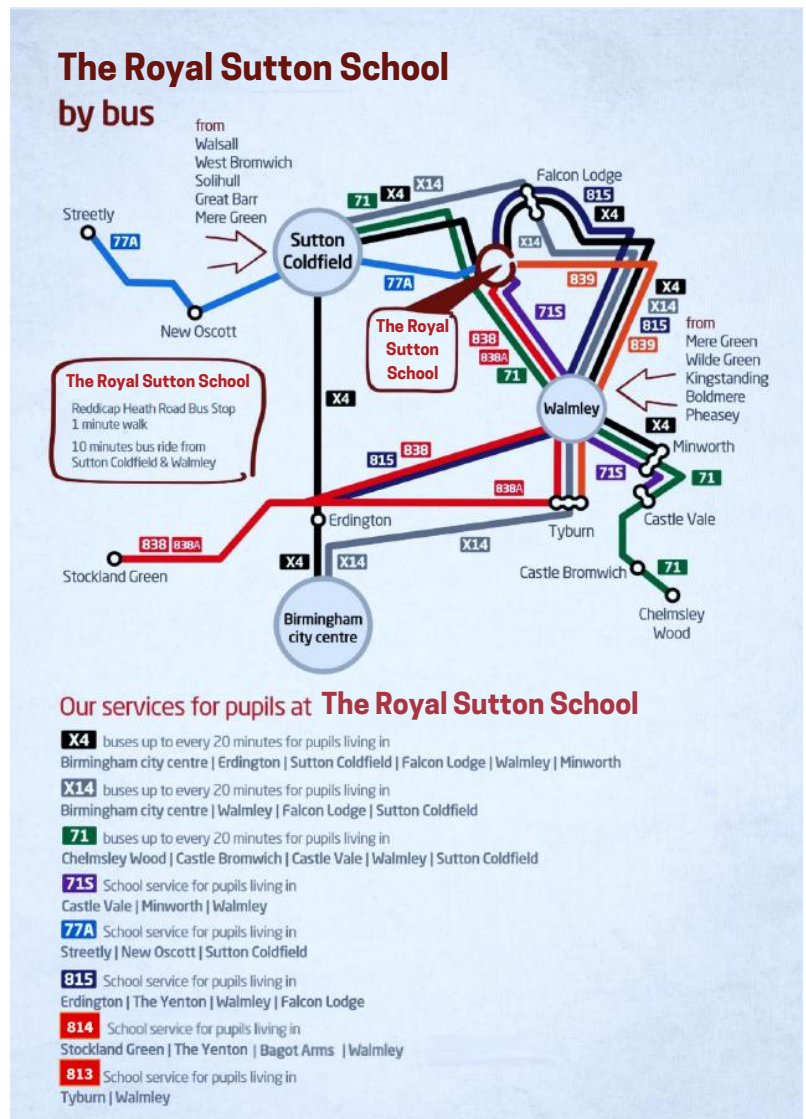 The Royal Sutton School
by bus
from
Walsall
West Bromwich
Solihull
Great Barr
Mere Green
Streetly
77A
New Oscott
Sutton
Coldfield
71
X4
X14
Falcon Lodge
815
X4
X14
77A
839
71S
The Royal
Sutton
School
838
838A
71
X4
X14
815
839
from
Mere Green
Wilde Green
Kingstanding
Boldmere
Pheasey
The Royal Sutton School
Reddicap Heath Road Bus Stop
1 minute walk
10 minutes bus ride from
Sutton Coldfield & Walmley
X4
Walmley
X4
Minworth
71S
71
815
838
838A
Castle Vale
Tyburn
Erdington
838
838A
Stockland Green
X4
X14
X14
Castle Bromwich
71
Chelmsley
Wood
Birmingham
city centre
Our services for pupils at The Royal Sutton School
X4 buses up to every 20 minutes for pupils living in
Birmingham city centre | Erdington | Sutton Coldfield | Falcon Lodge | Walmley | Minworth
X14 buses up to every 20 minutes for pupils living in
Birmingham city centre | Walmley | Falcon Lodge | Sutton Coldfield
71 buses up to every 20 minutes for pupils living in
Chelmsley Wood | Castle Bromwich | Castle Vale | Walmley | Sutton Coldfield
71S School service for pupils living in
Castle Vale | Minworth | Walmley
77A School service for pupils living in
Streetly | New Oscott | Sutton Coldfield
815 School service for pupils living in
Erdington | The Yenton | Walmley | Falcon Lodge
814 School service for pupils living in
Stockland Green | The Yenton | Bagot Arms | Walmley
813 School service for pupils living in
Tyburn | Walmley